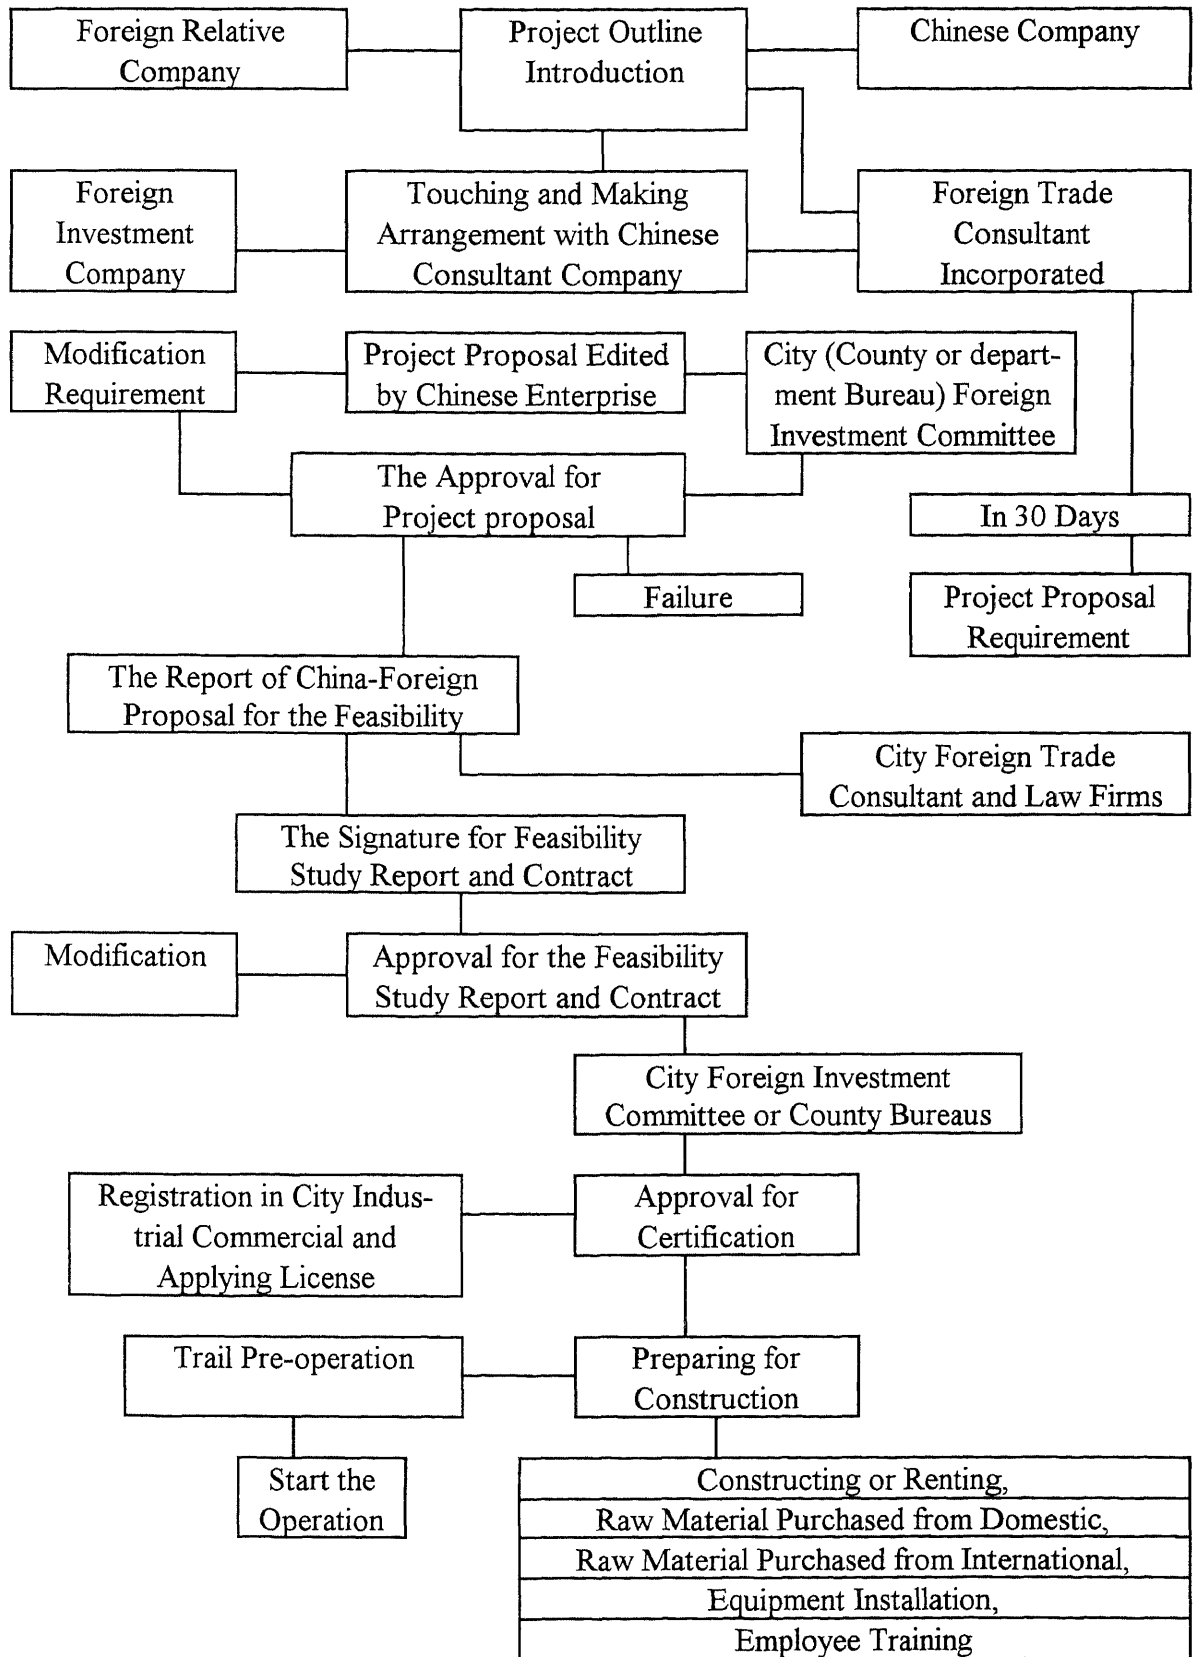 Foreign Relative
Company
Project Outline
Introduction
Chinese Company
Foreign
Investment
Company
Touching and Making
Arrangement with Chinese
Consultant Company
Foreign Trade
Consultant
Incorporated
Modification
Requirement
Project Proposal Edited
by Chinese Enterprise
City (County or depart-
ment Bureau) Foreign
Investment Committee
The Approval for
Project proposal
In 30 Days
Failure
Project Proposal
Requirement
The Report of China-Foreign
Proposal for the Feasibility
City Foreign Trade
Consultant and Law Firms
The Signature for Feasibility
Study Report and Contract
Modification
Approval for the Feasibility
Study Report and Contract
City Foreign Investment
Committee or County Bureaus
Registration in City Indus-
trial Commercial and
Applying License
Approval for
Certification
Trail Pre-operation
Preparing for
Construction
Start the
Operation
Constructing or Renting,
Raw Material Purchased from Domestic,
Raw Material Purchased from International,
Equipment Installation,
Employee Training